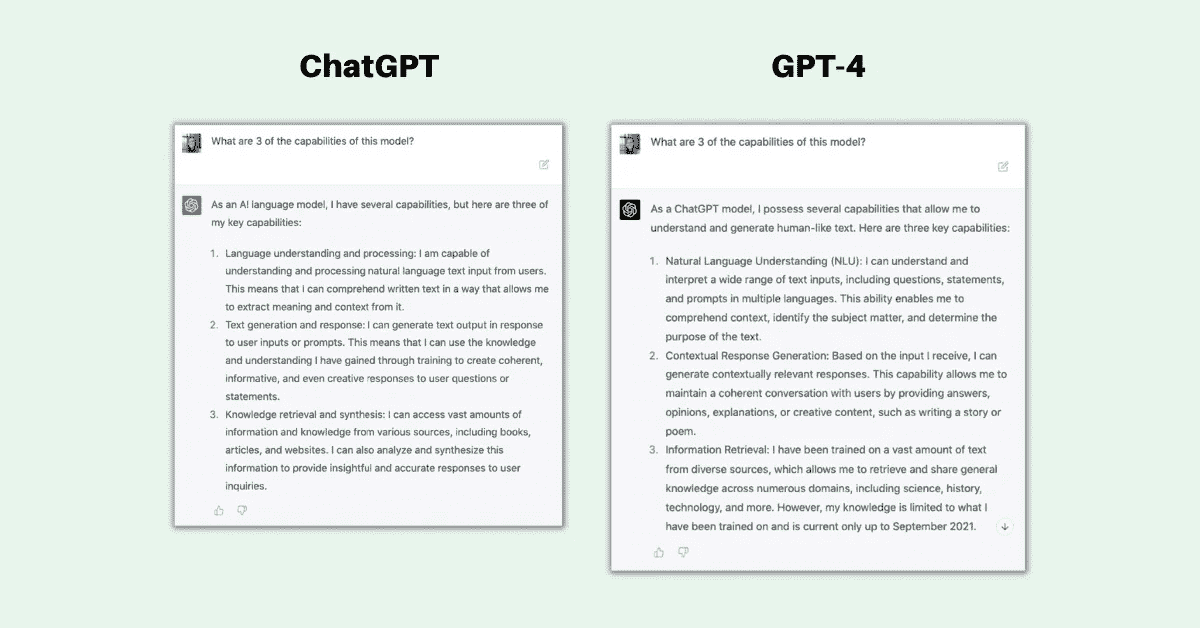 ChatGPT
What are 3 of the capabilities of this model?
As an AI language model, I have several capabilities, but here are three of
my key capabilities:
1. Language understanding and processing: I am capable of
understanding and processing natural language text input from users.
This means that I can comprehend written text in a way that allows me
to extract meaning and context from it.
2. Text generation and response: I can generate text output in response
to user inputs or prompts. This means that I can use the knowledge
and understanding I have gained through training to create coherent,
informative, and even creative responses to user questions or
statements.
3. Knowledge retrieval and synthesis: I can access vast amounts of
information and knowledge from various sources, including books,
articles, and websites. I can also analyze and synthesize this
information to provide insightful and accurate responses to user
inquiries.
GPT-4
What are 3 of the capabilities of this model?
As a ChatGPT model, I possess several capabilities that allow me to
understand and generate human-like text. Here are three key capabilities:
1. Natural Language Understanding (NLU): I can understand and
interpret a wide range of text inputs, including questions, statements,
and prompts in multiple languages. This ability enables me to
comprehend context, identify the subject matter, and determine the
purpose of the text.
2. Contextual Response Generation: Based on the input I receive, I can
generate contextually relevant responses. This capability allows me to
maintain a coherent conversation with users by providing answers,
opinions, explanations, or creative content, such as writing a story or
poem.
3. Information Retrieval: I have been trained on a vast amount of text
from diverse sources, which allows me to retrieve and share general
knowledge across numerous domains, including science, history,
technology, and more. However, my knowledge is limited to what I
have been trained on and is current only up to September 2021.